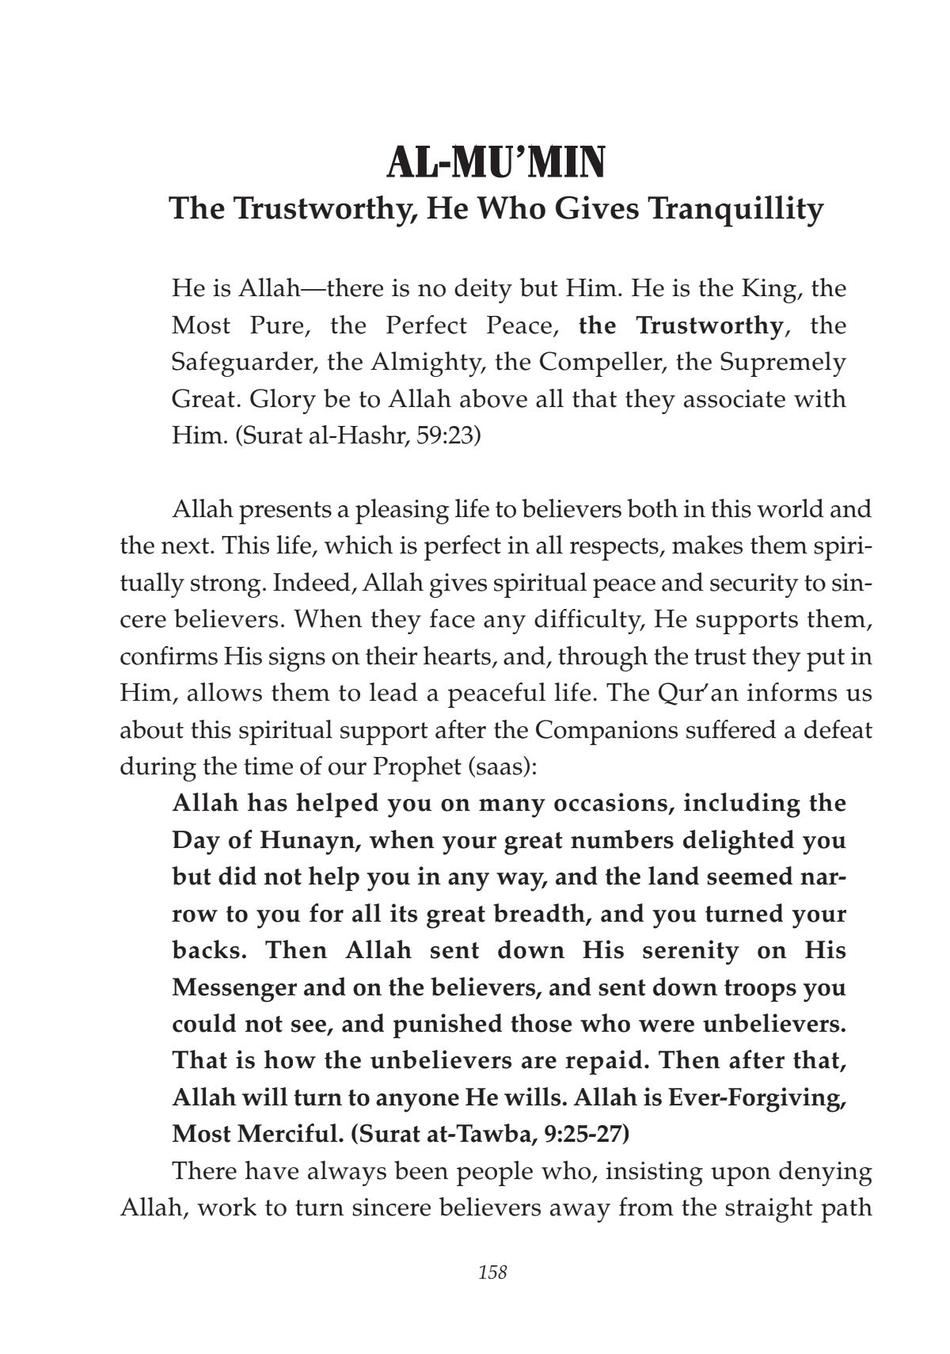 AL-MU’MIN
The Trustworthy, He Who Gives Tranquillity
He is Allah—there is no deity but Him. He is the King, the
Most Pure, the Perfect Peace, the Trustworthy, the
Safeguarder, the Almighty, the Compeller, the Supremely
Great. Glory be to Allah above all that they associate with
Him. (Surat al-Hashr, 59:23)
Allah presents a pleasing life to believers both in this world and
the next. This life, which is perfect in all respects, makes them spiri-
tually strong. Indeed, Allah gives spiritual peace and security to sin-
cere believers. When they face any difficulty, He supports them,
confirms His signs on their hearts, and, through the trust they put in
Him, allows them to lead a peaceful life. The Qur’an informs us
about this spiritual support after the Companions suffered a defeat
during the time of our Prophet (saas):
Allah has helped you on many occasions, including the
Day of Hunayn, when your great numbers delighted you
but did not help you in any way, and the land seemed nar-
row to you for all its great breadth, and you turned your
backs. Then Allah sent down His serenity on His
Messenger and on the believers, and sent down troops you
could not see, and punished those who were unbelievers.
That is how the unbelievers are repaid. Then after that,
Allah will turn to anyone He wills. Allah is Ever-Forgiving,
Most Merciful. (Surat at-Tawba, 9:25-27)
There have always been people who, insisting upon denying
Allah, work to turn sincere believers away from the straight path
158